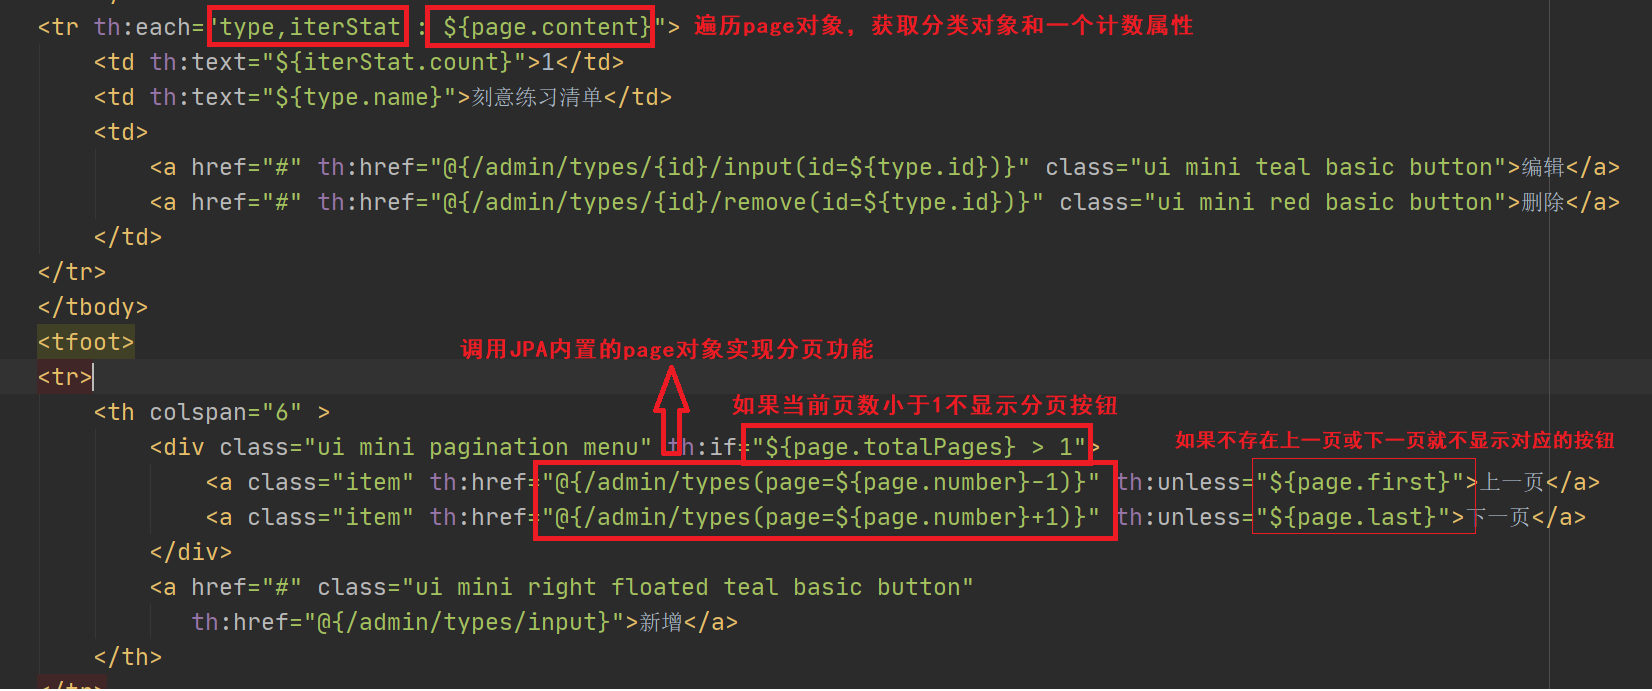 <tr th:each="type,iterStat : ${page.content}"> 遍历page对象，获取分类对象和一个计数属性
<td th:text="${iterStat.count}">1</td>
<td th:text="${type.name}">刻意练习清单</td>
<td>
<a href="#" th:href="@{/admin/types/{id}/input(id=${type.id})}" class="ui mini teal basic button">编辑</a>
<a href="#" th:href="@{/admin/types/{id}/remove(id=${type.id})}" class="ui mini red basic button">删除</a>
</td>
</tr>
</tbody>
<tfoot>
调用JPA内置的page对象实现分页功能
<tr>
如果当前页数小于1不显示分页按钮
<th colspan="6" >
如果不存在上一页或下一页就不显示对应的按钮
<div class="ui mini pagination menu" th:if="${page.totalPages} > 1">
<a class="item" th:href="@{/admin/types(page=${page.number}-1)}" th:unless="${page.first}">上一页</a>
<a class="item" th:href="@{/admin/types(page=${page.number}+1)}" th:unless="${page.last}">下一页</a>
</div>
<a href="#" class="ui mini right floated teal basic button"
th:href="@{/admin/types/input}">新增</a>
</th>
</tr>